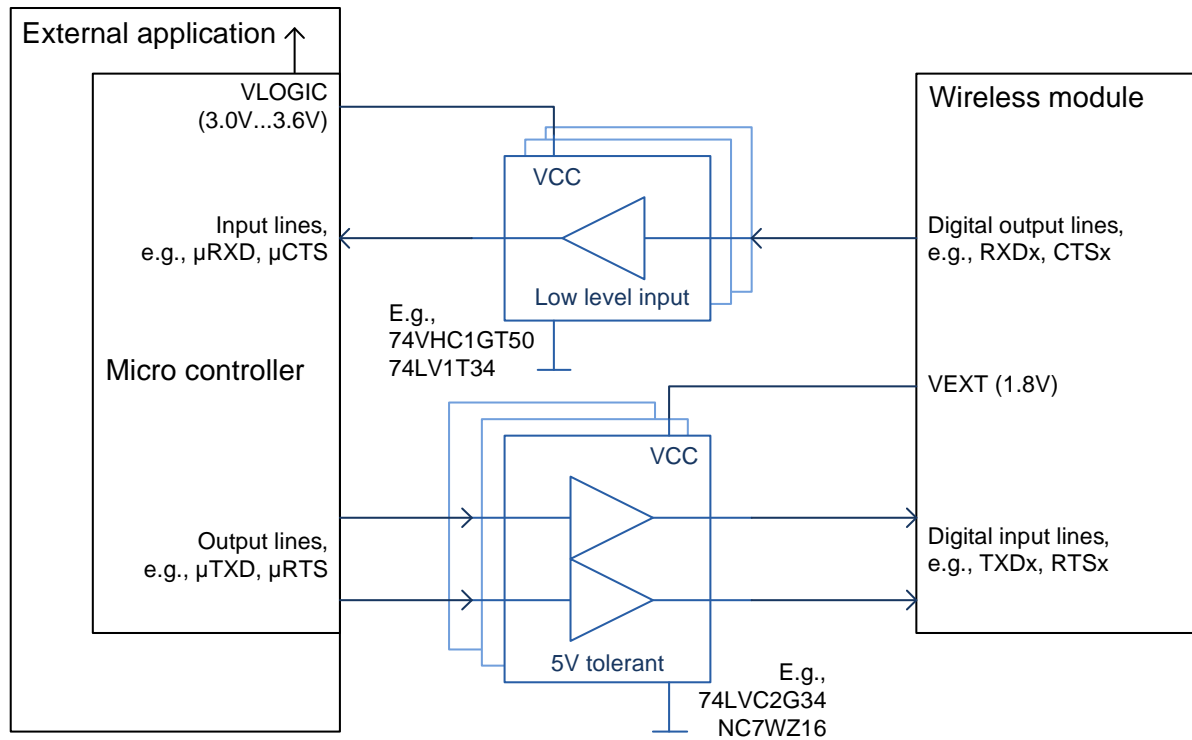 External application
VLOGIC
(3.0V...3.6V)
Wireless module
VCC
Input lines,
e.g., µRXD, µCTS
Digital output lines,
e.g., RXDx, CTSx
Low level input
E.g.,
74VHC1GT50
74LV1T34
Micro controller
VEXT (1.8V)
VCC
Output lines,
e.g., µTXD, µRTS
Digital input lines,
e.g., TXDx, RTSx
5V tolerant
E.g.,
74LVC2G34
NC7WZ16